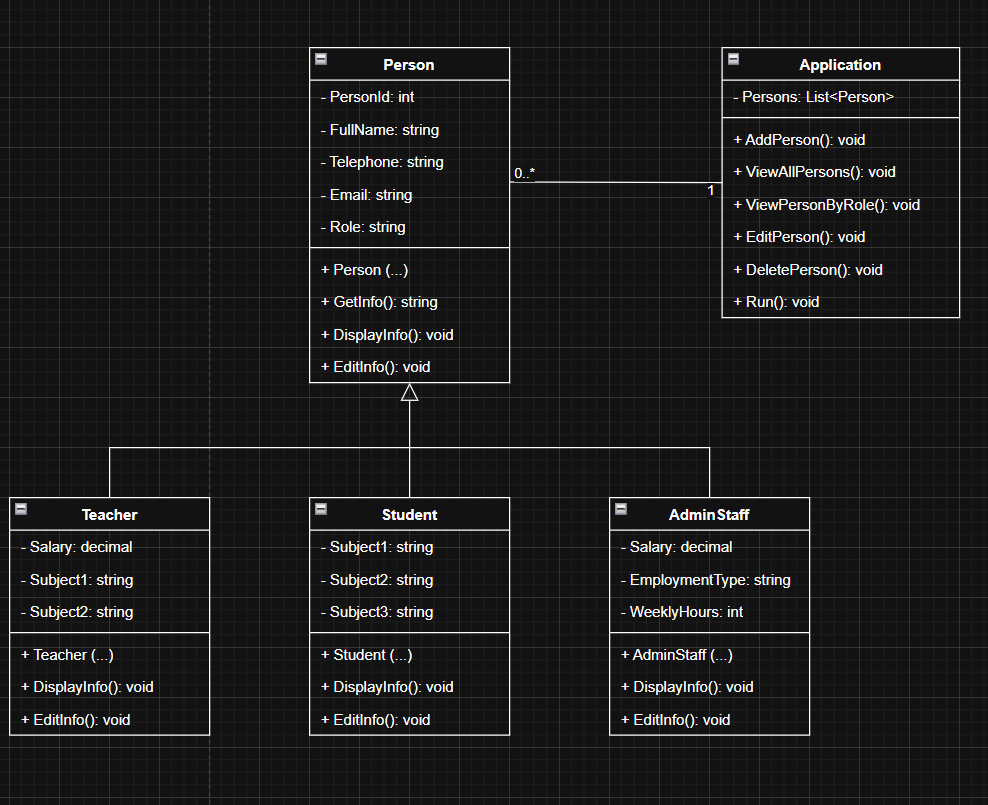 Person
- PersonId: int
- FullName: string
- Telephone: string
- Email: string
- Role: string
+ Person (...)
+ GetInfo(): string
+ DisplayInfo(): void
+ EditInfo(): void
0..*
1
Application
- Persons: List<Person>
+ AddPerson(): void
+ ViewAllPersons(): void
+ ViewPersonByRole(): void
+ EditPerson(): void
+ DeletePerson(): void
+ Run(): void
Teacher
- Salary: decimal
- Subject1: string
- Subject2: string
+ Teacher (...)
+ DisplayInfo(): void
+ EditInfo(): void
Student
- Subject1: string
- Subject2: string
- Subject3: string
+ Student (...)
+ DisplayInfo(): void
+ EditInfo(): void
AdminStaff
- Salary: decimal
- EmploymentType: string
- WeeklyHours: int
+ AdminStaff (...)
+ DisplayInfo(): void
+ EditInfo(): void